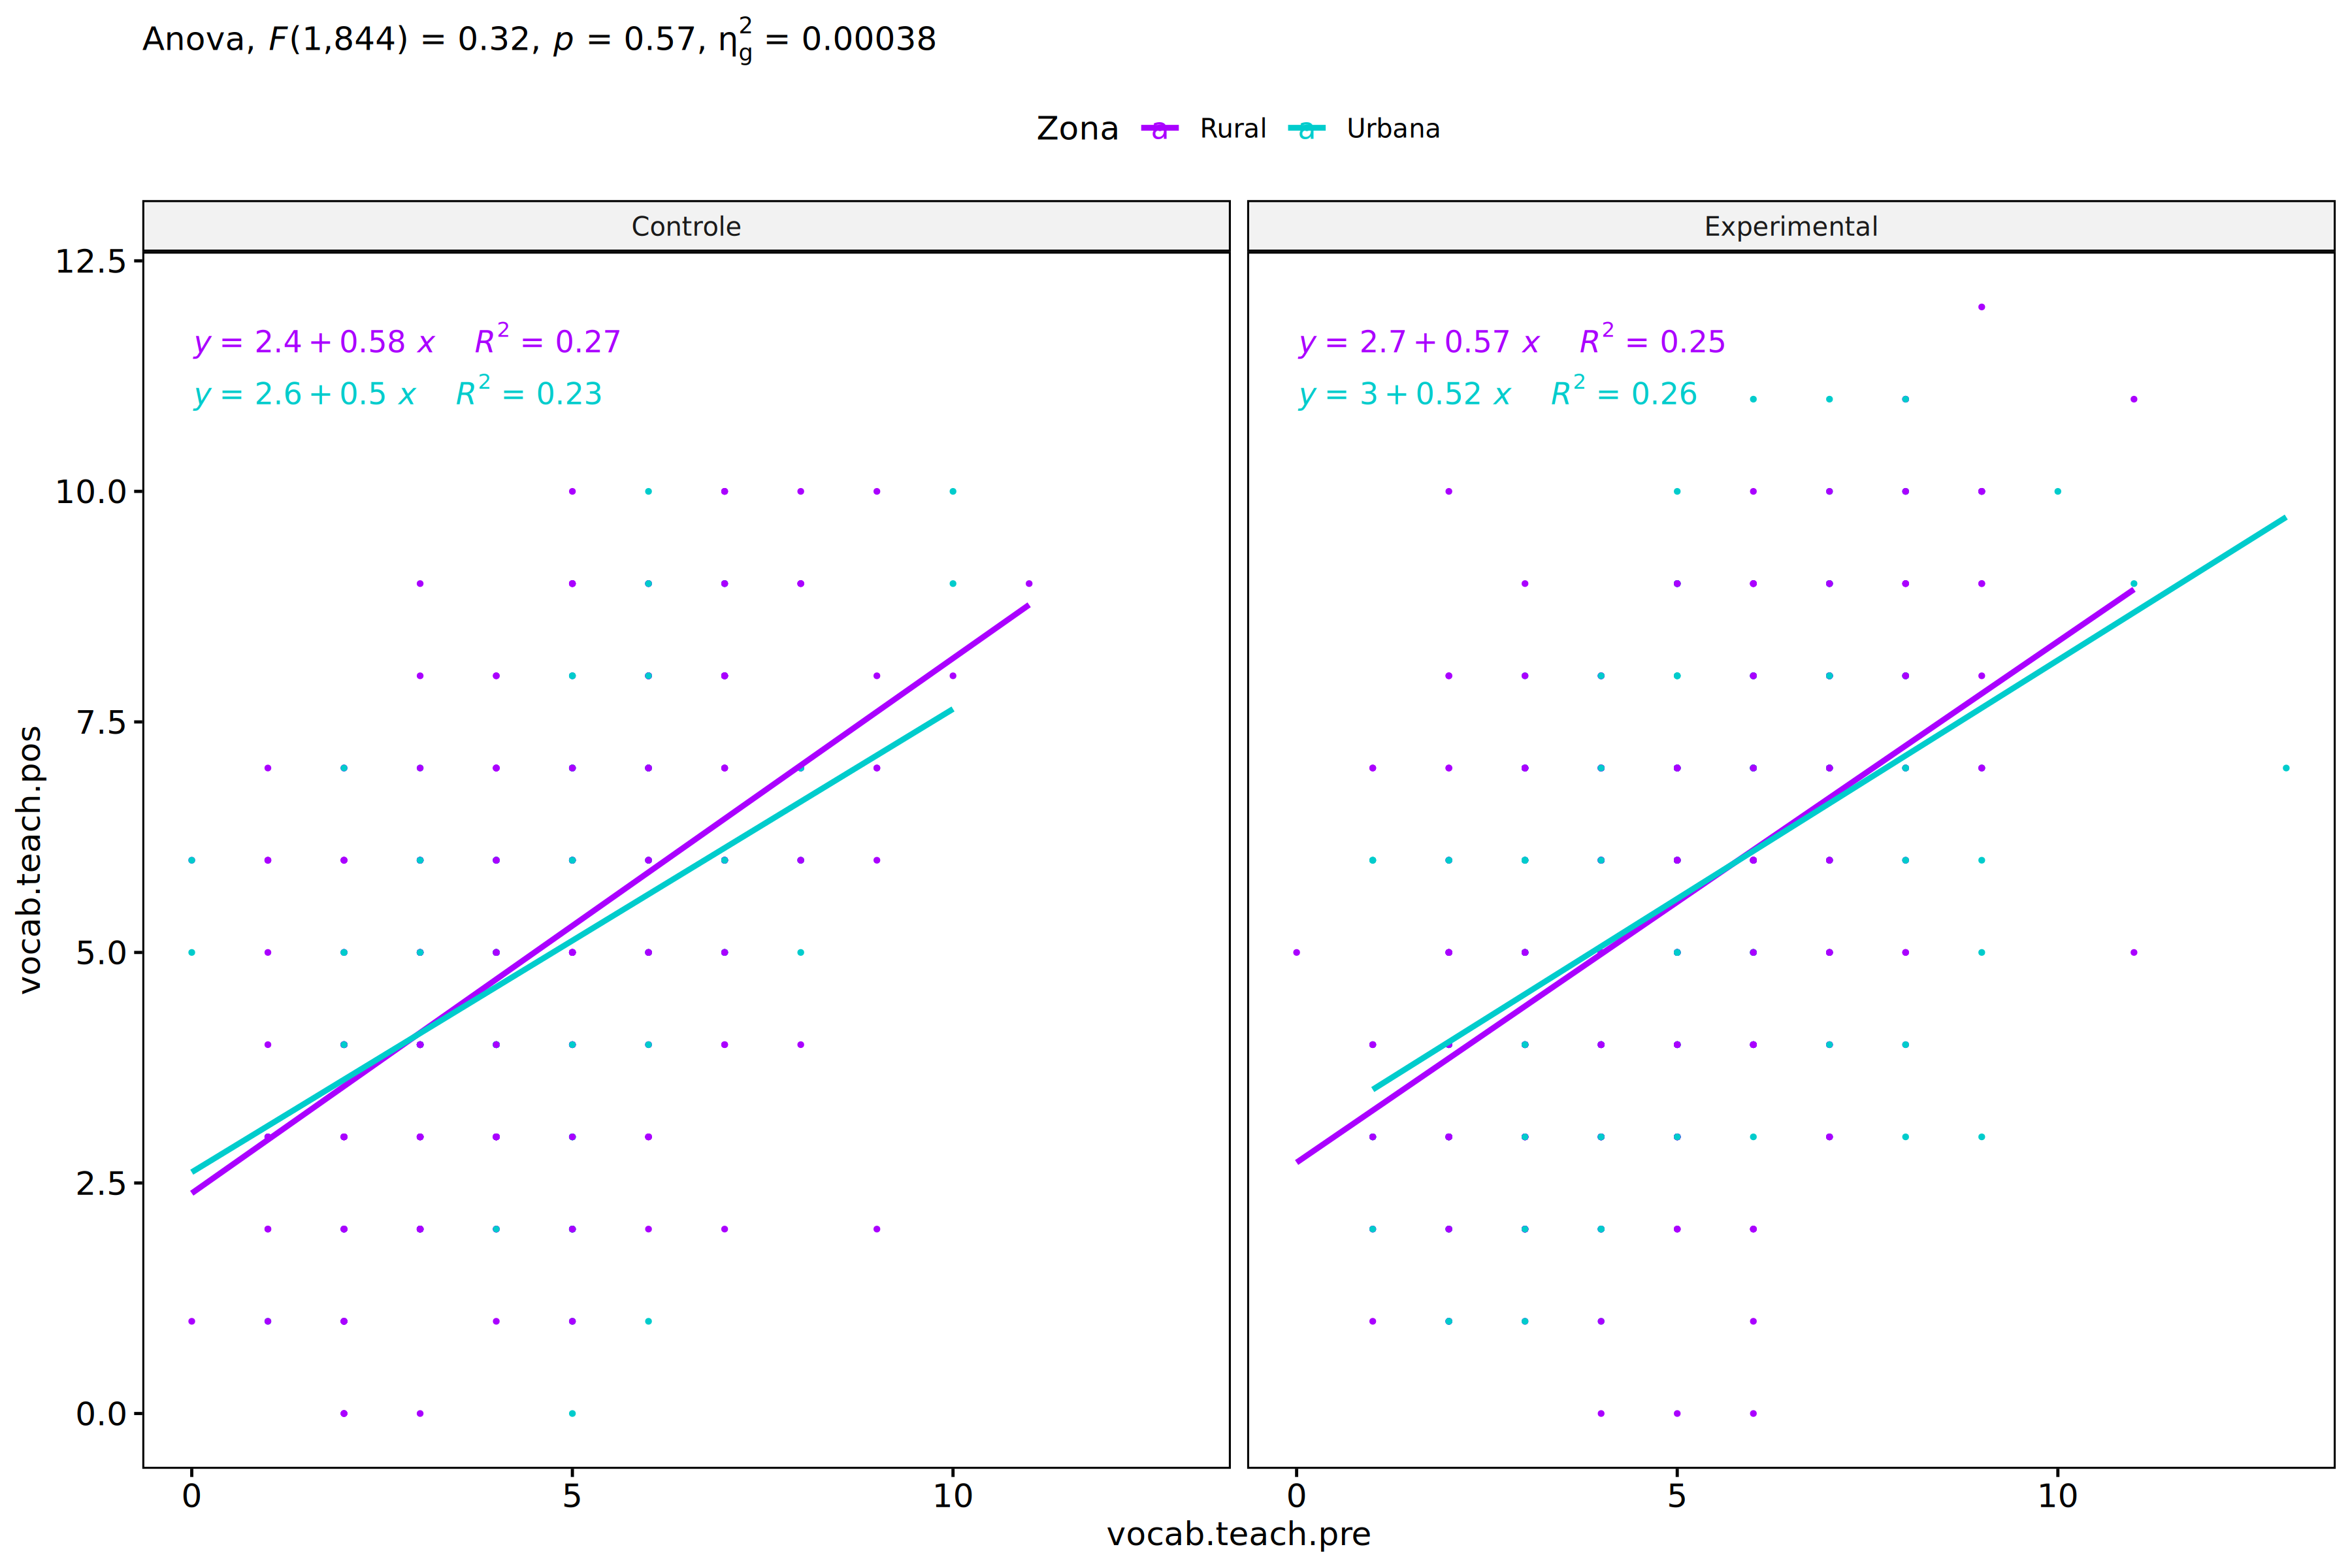 Anova, F(1,844) = 0.32, p = 0.57, η²g = 0.00038
Zona a Rural a Urbana
Controle
Experimental
12.5
10.0
7.5
5.0
2.5
0.0
vocab.teach.pos
y = 2.4 + 0.58 x R² = 0.27
y = 2.6 + 0.5 x R² = 0.23
y = 2.7 + 0.57 x R² = 0.25
y = 3 + 0.52 x R² = 0.26
0 5 10
0 5 10
vocab.teach.pre